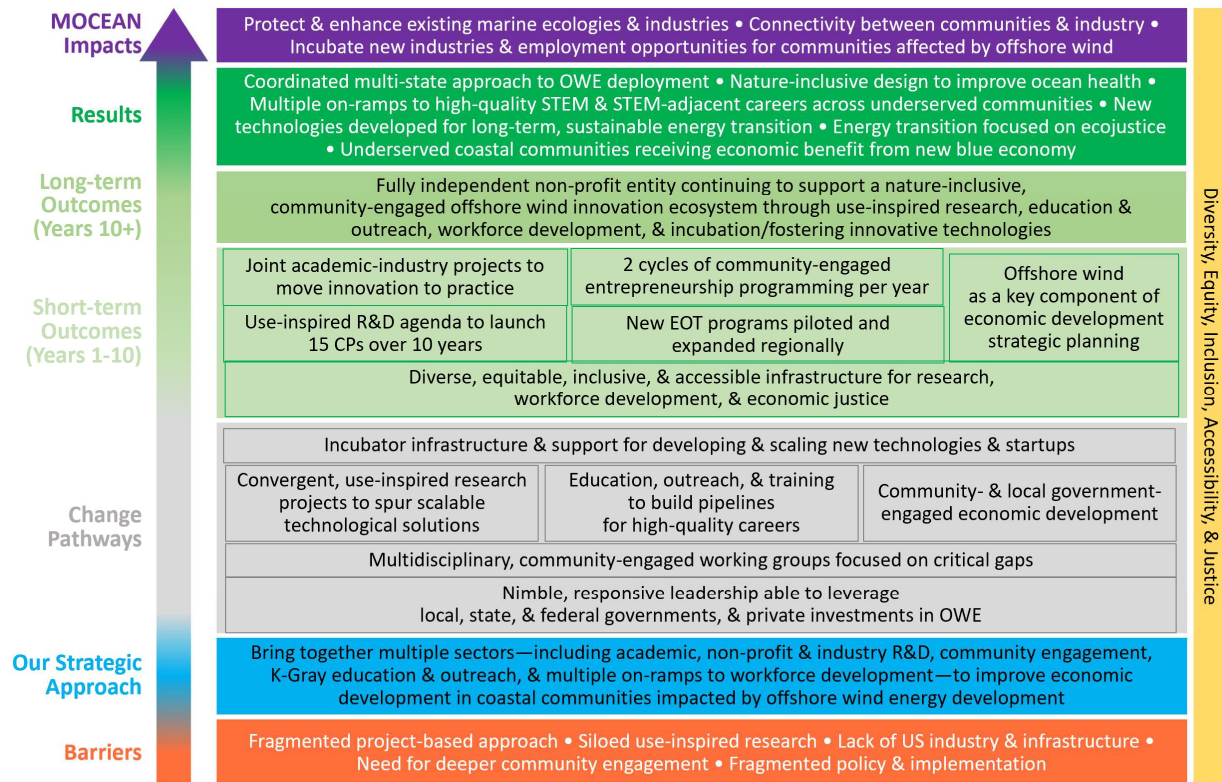 MOCEAN
Impacts
Protect & enhance existing marine ecologies & industries • Connectivity between communities & industry •
Incubate new industries & employment opportunities for communities affected by offshore wind
Results
Coordinated multi-state approach to OWE deployment • Nature-inclusive design to improve ocean health •
Multiple on-ramps to high-quality STEM & STEM-adjacent careers across underserved communities • New
technologies developed for long-term, sustainable energy transition • Energy transition focused on ecojustice
• Underserved coastal communities receiving economic benefit from new blue economy
Long-term
Outcomes
(Years 10+)
Fully independent non-profit entity continuing to support a nature-inclusive,
community-engaged offshore wind innovation ecosystem through use-inspired research, education &
outreach, workforce development, & incubation/fostering innovative technologies
Short-term
Outcomes
(Years 1-10)
Joint academic-industry projects to
move innovation to practice
2 cycles of community-engaged
entrepreneurship programming per year
Offshore wind
as a key component of
economic development
strategic planning
Use-inspired R&D agenda to launch
15 CPs over 10 years
New EOT programs piloted and
expanded regionally
Diverse, equitable, inclusive, & accessible infrastructure for research,
workforce development, & economic justice
Change
Pathways
Incubator infrastructure & support for developing & scaling new technologies & startups
Convergent, use-inspired research
projects to spur scalable
technological solutions
Education, outreach, & training
to build pipelines
for high-quality careers
Community- & local government-
engaged economic development
Multidisciplinary, community-engaged working groups focused on critical gaps
Nimble, responsive leadership able to leverage
local, state, & federal governments, & private investments in OWE
Our Strategic
Approach
Bring together multiple sectors—including academic, non-profit & industry R&D, community engagement,
K-Gray education & outreach, & multiple on-ramps to workforce development—to improve economic
development in coastal communities impacted by offshore wind energy development
Barriers
Fragmented project-based approach • Siloed use-inspired research • Lack of US industry & infrastructure •
Need for deeper community engagement • Fragmented policy & implementation
Diversity, Equity, Inclusion, Accessibility, & Justice